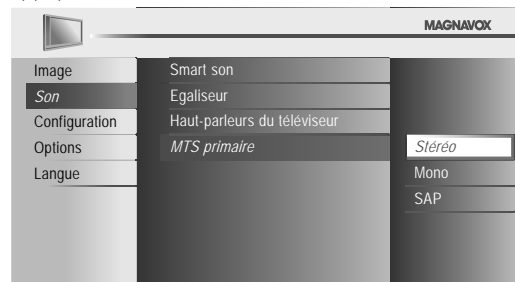 MAGNAVOX
Image
Son
Configuration
Options
Langue
Smart son
Egaliseur
Haut-parleurs du téléviseur
MTS primaire
Stéréo
Mono
SAP